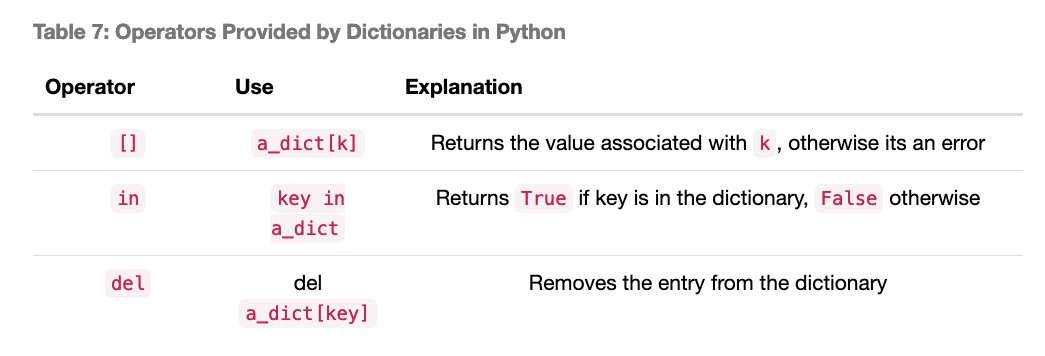 Table 7: Operators Provided by Dictionaries in Python
Operator Use Explanation
[] a_dict[k] Returns the value associated with k, otherwise its an error
in key in a_dict Returns True if key is in the dictionary, False otherwise
del del a_dict[key] Removes the entry from the dictionary